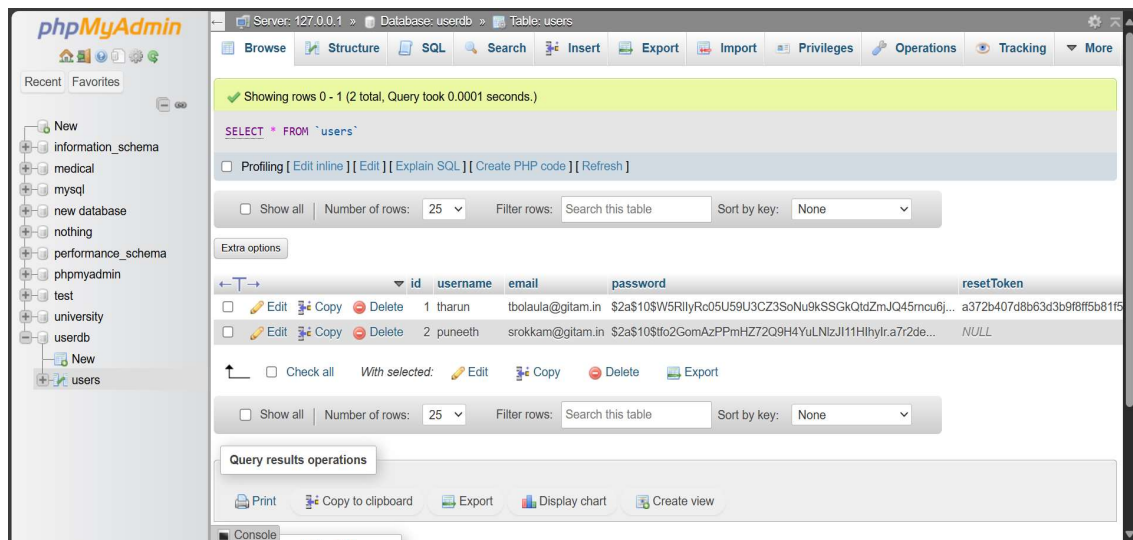 phpMyAdmin
Recent Favorites
New
information_schema
medical
mysql
new database
nothing
performance_schema
phpmyadmin
test
university
userdb
New
users
Server: 127.0.0.1 » Database: userdb » Table: users
Browse Structure SQL Search Insert Export Import Privileges Operations Tracking More
Showing rows 0 - 1 (2 total, Query took 0.0001 seconds.)
SELECT * FROM `users`
Profiling [ Edit inline ] [ Edit ] [ Explain SQL ] [ Create PHP code ] [ Refresh ]
Show all | Number of rows: 25 Filter rows: Search this table Sort by key: None
Extra options
id username email password resetToken
Edit Copy Delete 1 tharun tbolaula@gitam.in $2a$10$W5RIlyRc05U59U3CZ3SoNu9kSSGkQtdZmJQ45rncu6j... a372b407d8b63d3b9f8ff5b81f5
Edit Copy Delete 2 puneeth srokkam@gitam.in $2a$10$tfo2GomAzPPmHZ72Q9H4YuLNlzJI11HIhyIr.a7r2de... NULL
Check all With selected: Edit Copy Delete Export
Show all | Number of rows: 25 Filter rows: Search this table Sort by key: None
Query results operations
Print Copy to clipboard Export Display chart Create view
Console